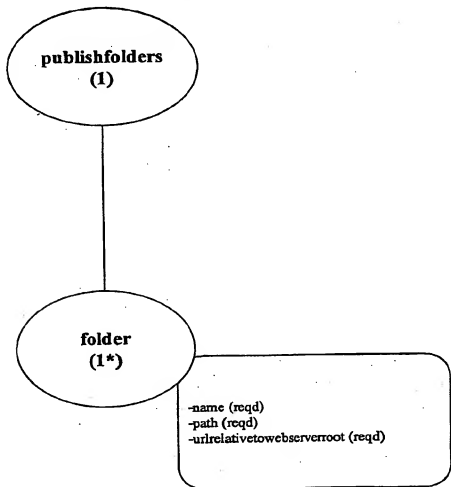 publishfolders
(1)
folder
(1*)
-name (reqd)
-path (reqd)
-urlrelativetowebserverroot (reqd)